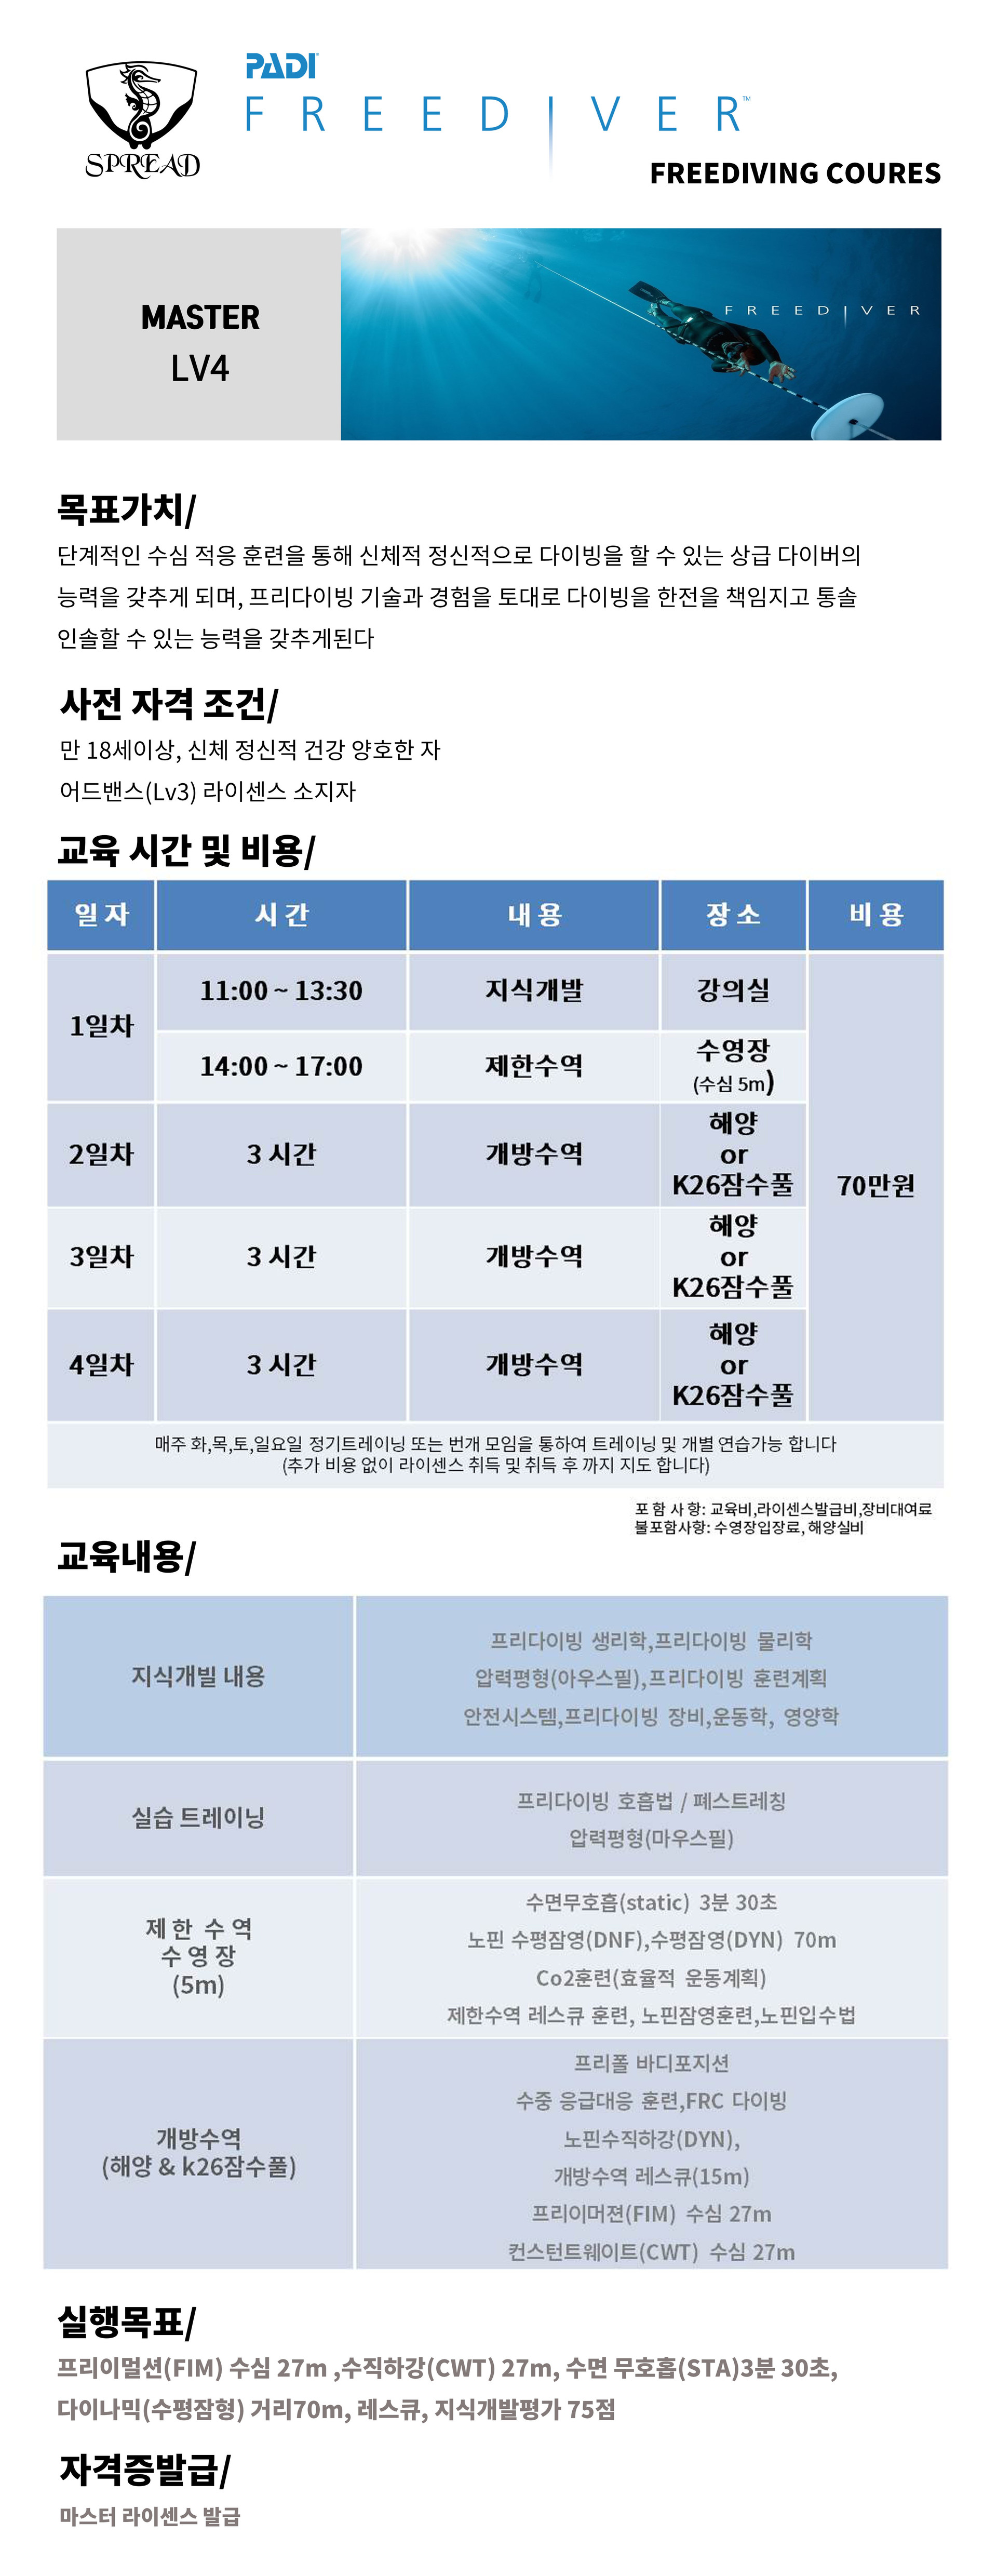 SPREAD
PADI
FREEDIVER™
FREEDIVING COURES
MASTER
LV4
FREEDIVER
목표가치/
단계적인 수심 적응 훈련을 통해 신체적 정신적으로 다이빙을 할 수 있는 상급 다이버의
능력을 갖추게 되며, 프리다이빙 기술과 경험을 토대로 다이빙을 한전을 책임지고 통솔
인솔할 수 있는 능력을 갖추게된다
사전 자격 조건/
만 18세이상, 신체 정신적 건강 양호한 자
어드밴스(Lv3) 라이센스 소지자
교육 시간 및 비용/
일 자 시 간 내 용 장 소 비 용
1일차
11:00 ~ 13:30 지식개발 강의실
14:00 ~ 17:00 제한수역 수영장
(수심 5m)
2일차 3 시간 개방수역
해양
or
K26잠수풀
70만원
3일차 3 시간 개방수역
해양
or
K26잠수풀
4일차 3 시간 개방수역
해양
or
K26잠수풀
매주 화,목,토,일요일 정기트레이닝 또는 번개 모임을 통하여 트레이닝 및 개별 연습가능 합니다
(추가 비용 없이 라이센스 취득 및 취득 후 까지 지도 합니다)
포 함 사 항: 교육비,라이센스발급비,장비대여료
불포함사항: 수영장입장료, 해양실비
교육내용/
지식개빌 내용
프리다이빙 생리학,프리다이빙 물리학
압력평형(아우스필),프리다이빙 훈련계획
안전시스템,프리다이빙 장비,운동학, 영양학
실습 트레이닝
프리다이빙 호흡법 / 폐스트레칭
압력평형(마우스필)
제 한 수 역
수 영 장
(5m)
수면무호흡(static) 3분 30초
노핀 수평잠영(DNF),수평잠영(DYN) 70m
Co2훈련(효율적 운동계획)
제한수역 레스큐 훈련, 노핀잠영훈련,노핀입수법
개방수역
(해양 & k26잠수풀)
프리폴 바디포지션
수중 응급대응 훈련,FRC 다이빙
노핀수직하강(DYN),
개방수역 레스큐(15m)
프리이머젼(FIM) 수심 27m
컨스턴트웨이트(CWT) 수심 27m
실행목표/
프리이멀션(FIM) 수심 27m ,수직하강(CWT) 27m, 수면 무호흡(STA)3분 30초,
다이나믹(수평잠형) 거리70m, 레스큐, 지식개발평가 75점
자격증발급/
마스터 라이센스 발급